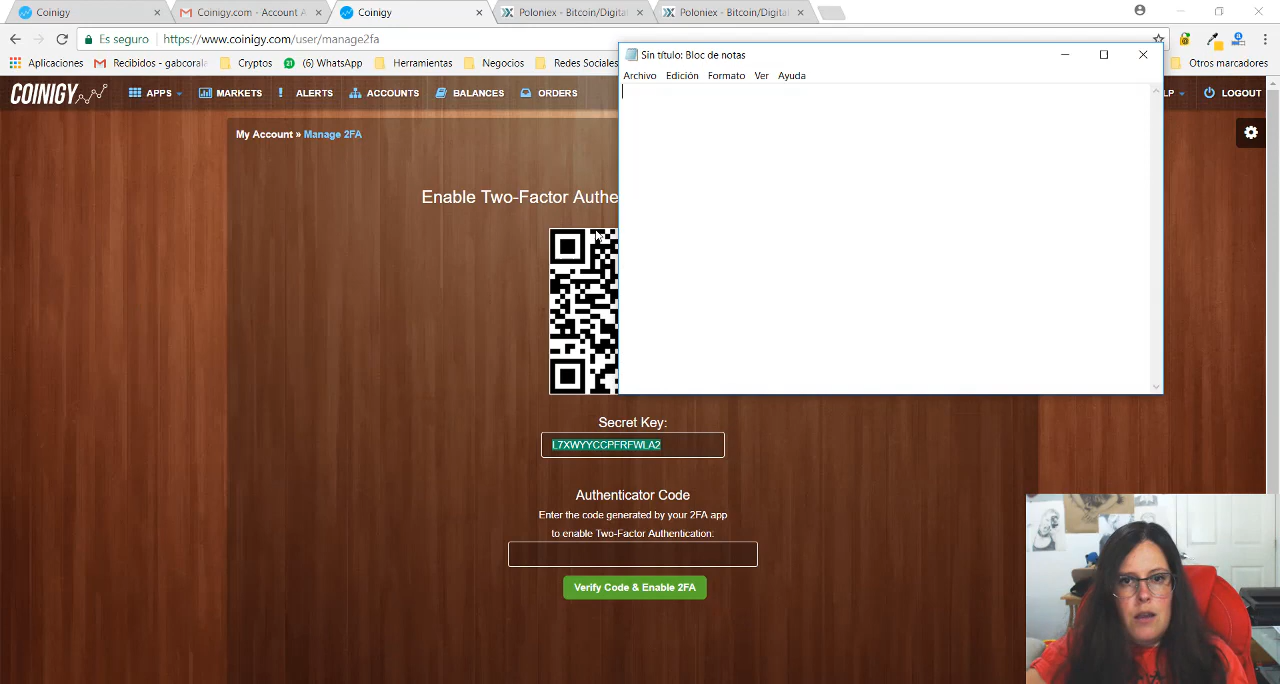 Coinigy
Coinigy.com - Account A
Coinigy
Poloniex - Bitcoin/Digita
Poloniex - Bitcoin/Digita
Es seguro
https://www.coinigy.com/user/manage2fa
Aplicaciones
Recibidos - gabcorala
Cryptos
(6) WhatsApp
Herramientas
Negocios
Redes Sociales
Otros marcadores
Sin título: Bloc de notas
Archivo Edición Formato Ver Ayuda
COINIGY
APPS
MARKETS
ALERTS
ACCOUNTS
BALANCES
ORDERS
LP
LOGOUT
My Account » Manage 2FA
Enable Two-Factor Authe
Secret Key:
L7XWYYCCPFRFWLA2
Authenticator Code
Enter the code generated by your 2FA app
to enable Two-Factor Authentication:
Verify Code & Enable 2FA